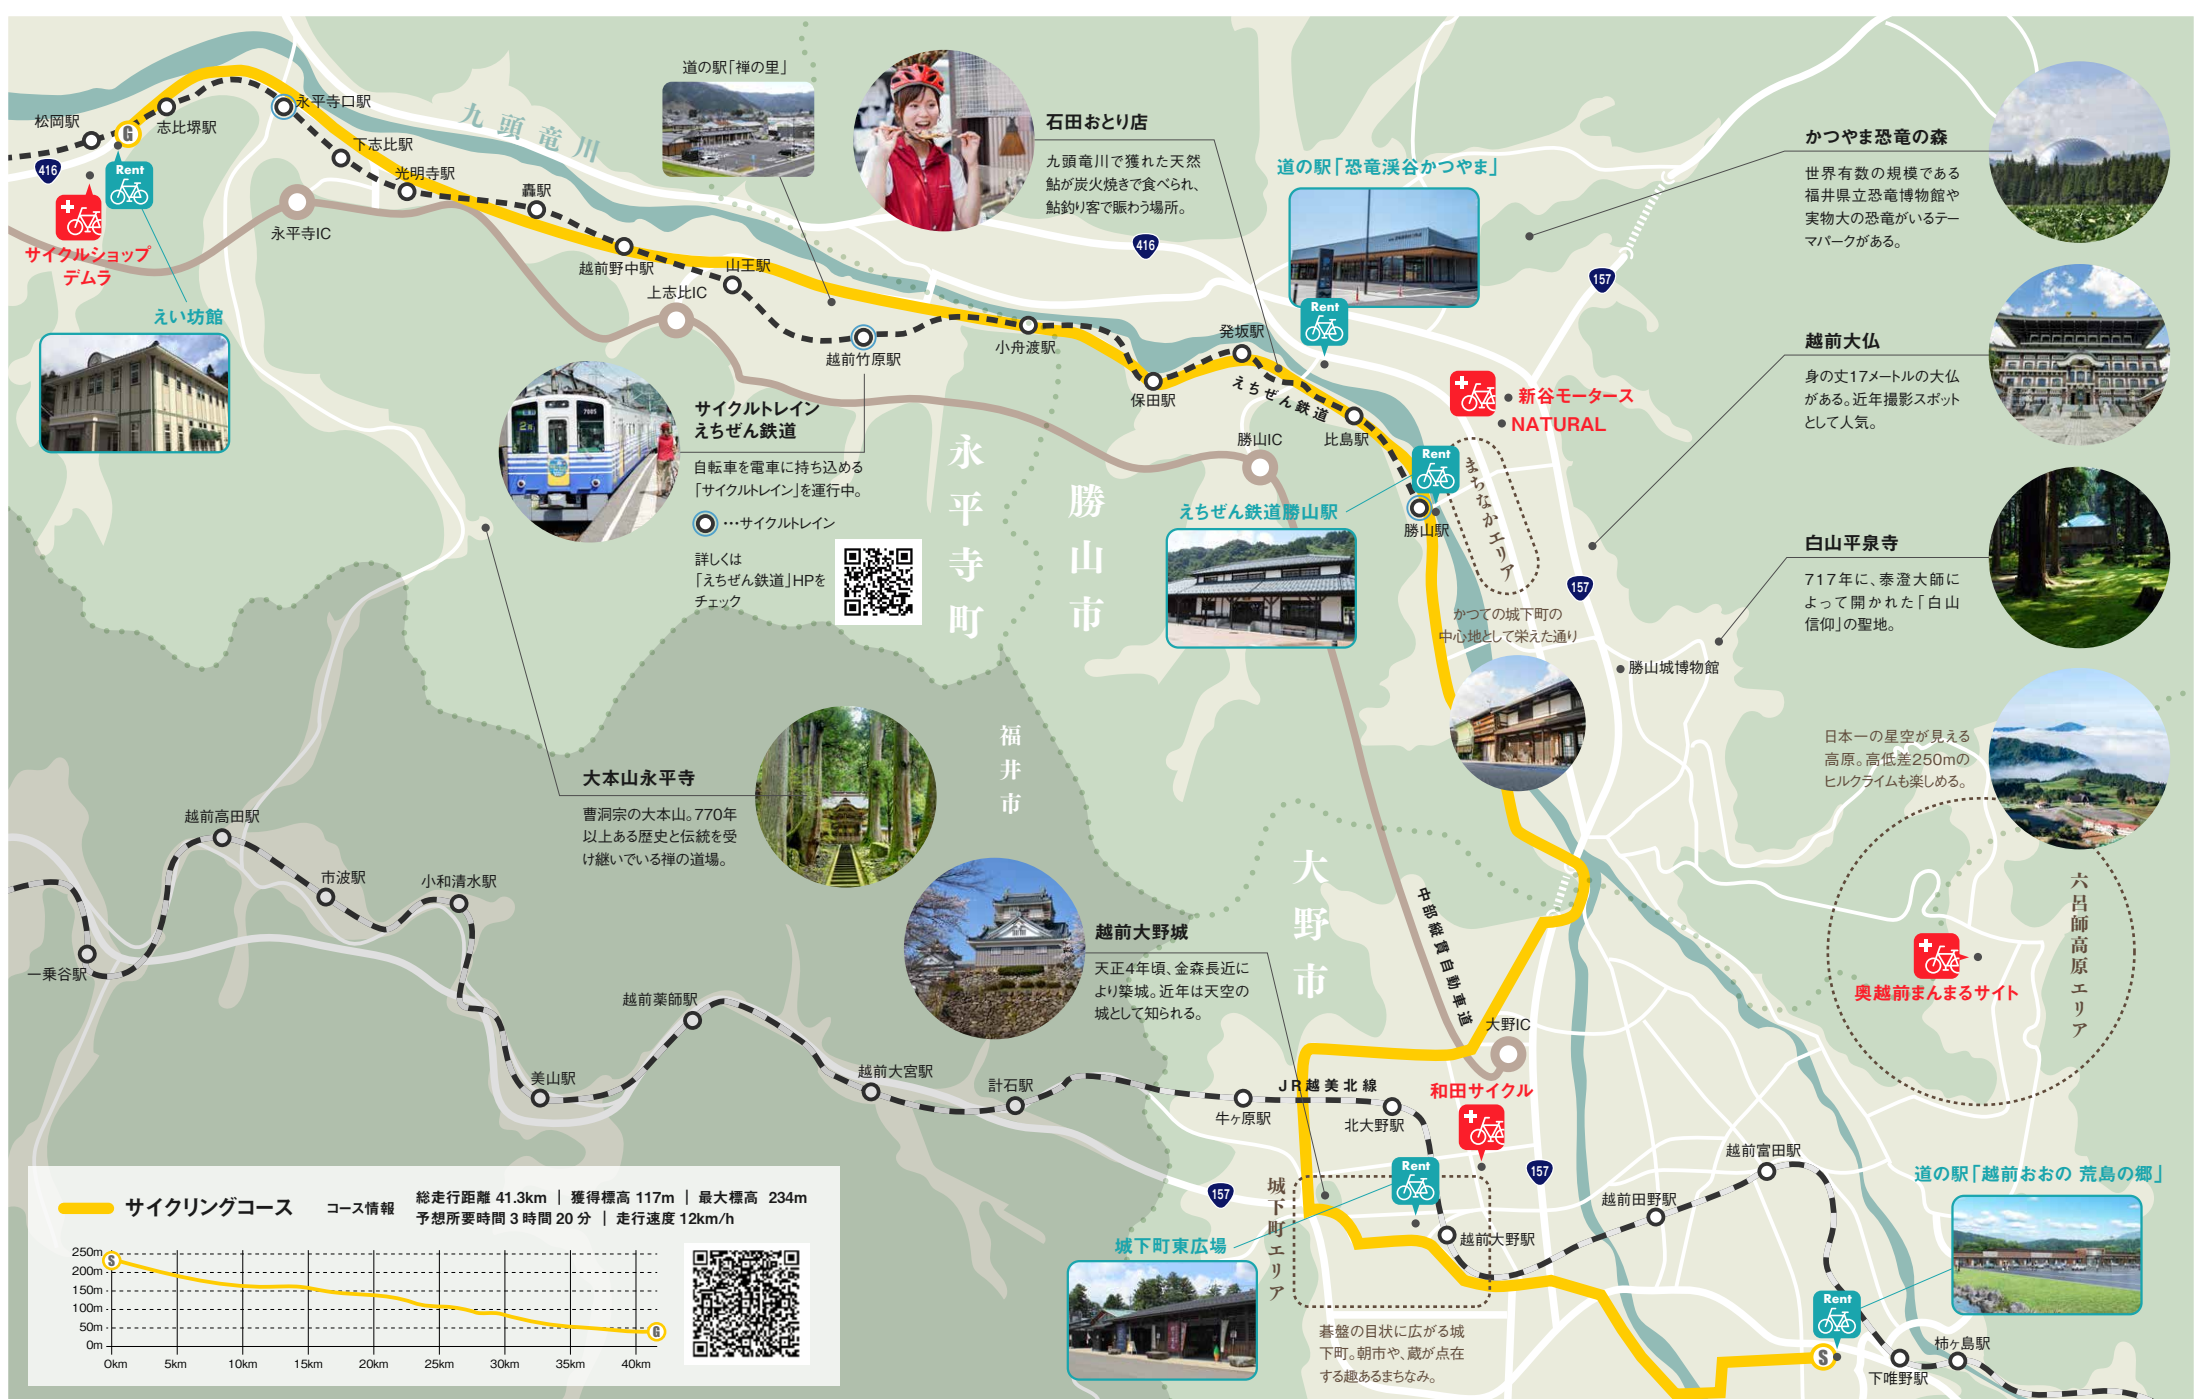 道の駅「禅の里」
松岡駅
G
志比堺駅
永平寺口駅
下志比駅
光明寺駅
轟駅
越前野中駅
山王駅
上志比IC
永平寺IC
越前竹原駅
小舟渡駅
保田駅
発坂駅
えちぜん鉄道
比島駅
勝山IC
勝山駅
416
Rent
サイクルショップ
デムラ
えい坊館
九頭竜川
石田おとり店
九頭竜川で獲れた天然
鮎が炭火焼きで食べられ、
鮎釣り客で賑わう場所。
416
道の駅「恐竜渓谷かつやま」
Rent
かつやま恐竜の森
世界有数の規模である
福井県立恐竜博物館や
実物大の恐竜がいるテー
マパークがある。
157
越前大仏
身の丈17メートルの大仏
がある。近年撮影スポット
として人気。
新谷モータース
NATURAL
Rent
まちなかエリア
えちぜん鉄道勝山駅
かつての城下町の
中心地として栄えた通り
157
白山平泉寺
717年に、泰澄大師に
よって開かれた「白山
信仰」の聖地。
勝山城博物館
サイクルトレイン
えちぜん鉄道
自転車を電車に持ち込める
「サイクルトレイン」を運行中。
…サイクルトレイン
詳しくは
「えちぜん鉄道」HPを
チェック
永平寺町
勝山市
福井市
大野市
日本一の星空が見える
高原。高低差250mの
ヒルクライムも楽しめる。
六呂師高原エリア
奥越前まんまるサイト
大本山永平寺
曹洞宗の大本山。770年
以上ある歴史と伝統を受
け継いでいる禅の道場。
越前大野城
天正4年頃、金森長近に
より築城。近年は天空の
城として知られる。
中部縦貫自動車道
大野IC
越前高田駅
市波駅
小和清水駅
一乗谷駅
越前薬師駅
美山駅
越前大宮駅
計石駅
牛ヶ原駅
JR越美北線
北大野駅
和田サイクル
Rent
157
157
城下町エリア
城下町東広場
越前大野駅
越前田野駅
越前富田駅
碁盤の目状に広がる城
下町。朝市や、蔵が点在
する趣あるまちなみ。
道の駅「越前おおの 荒島の郷」
Rent
S
下唯野駅
柿ヶ島駅
サイクリングコース
コース情報
総走行距離 41.3km | 獲得標高 117m | 最大標高 234m
予想所要時間 3 時間 20 分 | 走行速度 12km/h
250m
200m
150m
100m
50m
0m
S
G
0km 5km 10km 15km 20km 25km 30km 35km 40km